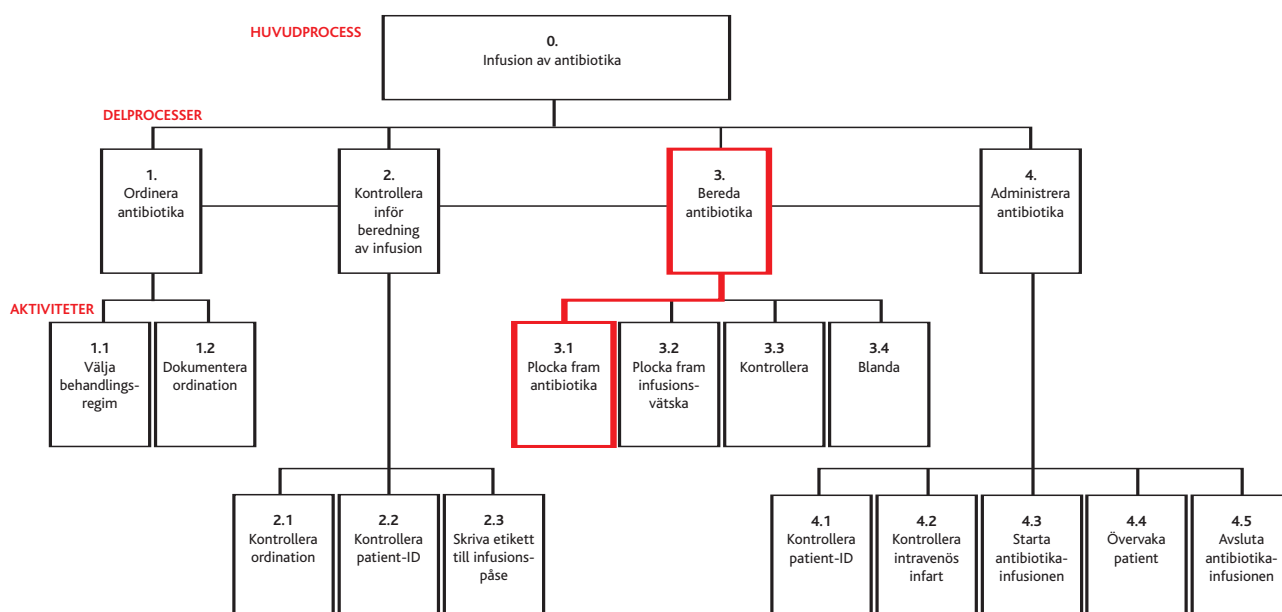 HUVUDPROCESS
0.
Infusion av antibiotika
DELPROCESSER
1.
Ordinera
antibiotika
2.
Kontrollera
inför
beredning
av infusion
3.
Bereda
antibiotika
4.
Administrera
antibiotika
AKTIVITETER
1.1
Välja
behandlings-
regim
1.2
Dokumentera
ordination
3.1
Plocka fram
antibiotika
3.2
Plocka fram
infusions-
vätska
3.3
Kontrollera
3.4
Blanda
2.1
Kontrollera
ordination
2.2
Kontrollera
patient-ID
2.3
Skriva etikett
till infusions-
påse
4.1
Kontrollera
patient-ID
4.2
Kontrollera
intravenös
infart
4.3
Starta
antibiotika-
infusionen
4.4
Övervaka
patient
4.5
Avsluta
antibiotika-
infusionen